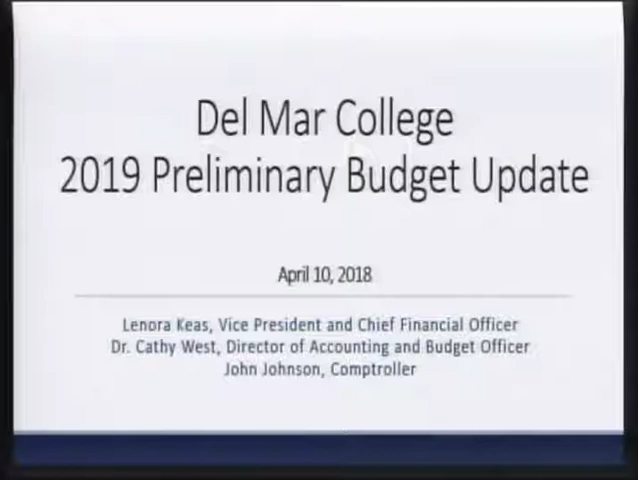 Del Mar College
2019 Preliminary Budget Update
April 10, 2018
Lenora Keas, Vice President and Chief Financial Officer
Dr. Cathy West, Director of Accounting and Budget Officer
John Johnson, Comptroller